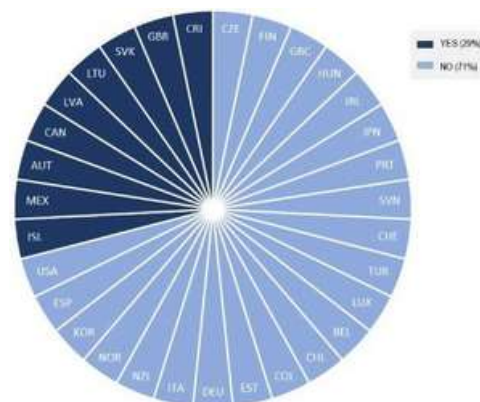 CZE
FIN
GRC
HUN
IRL
JPN
PRT
SVN
CHE
TUR
LUX
BEL
CHL
COL
EST
DEU
ITA
NZL
NOR
KOR
ESP
USA
ISL
MEX
AUT
CAN
LVA
LTU
SVK
GBR
CRI
YES (29%)
NO (71%)